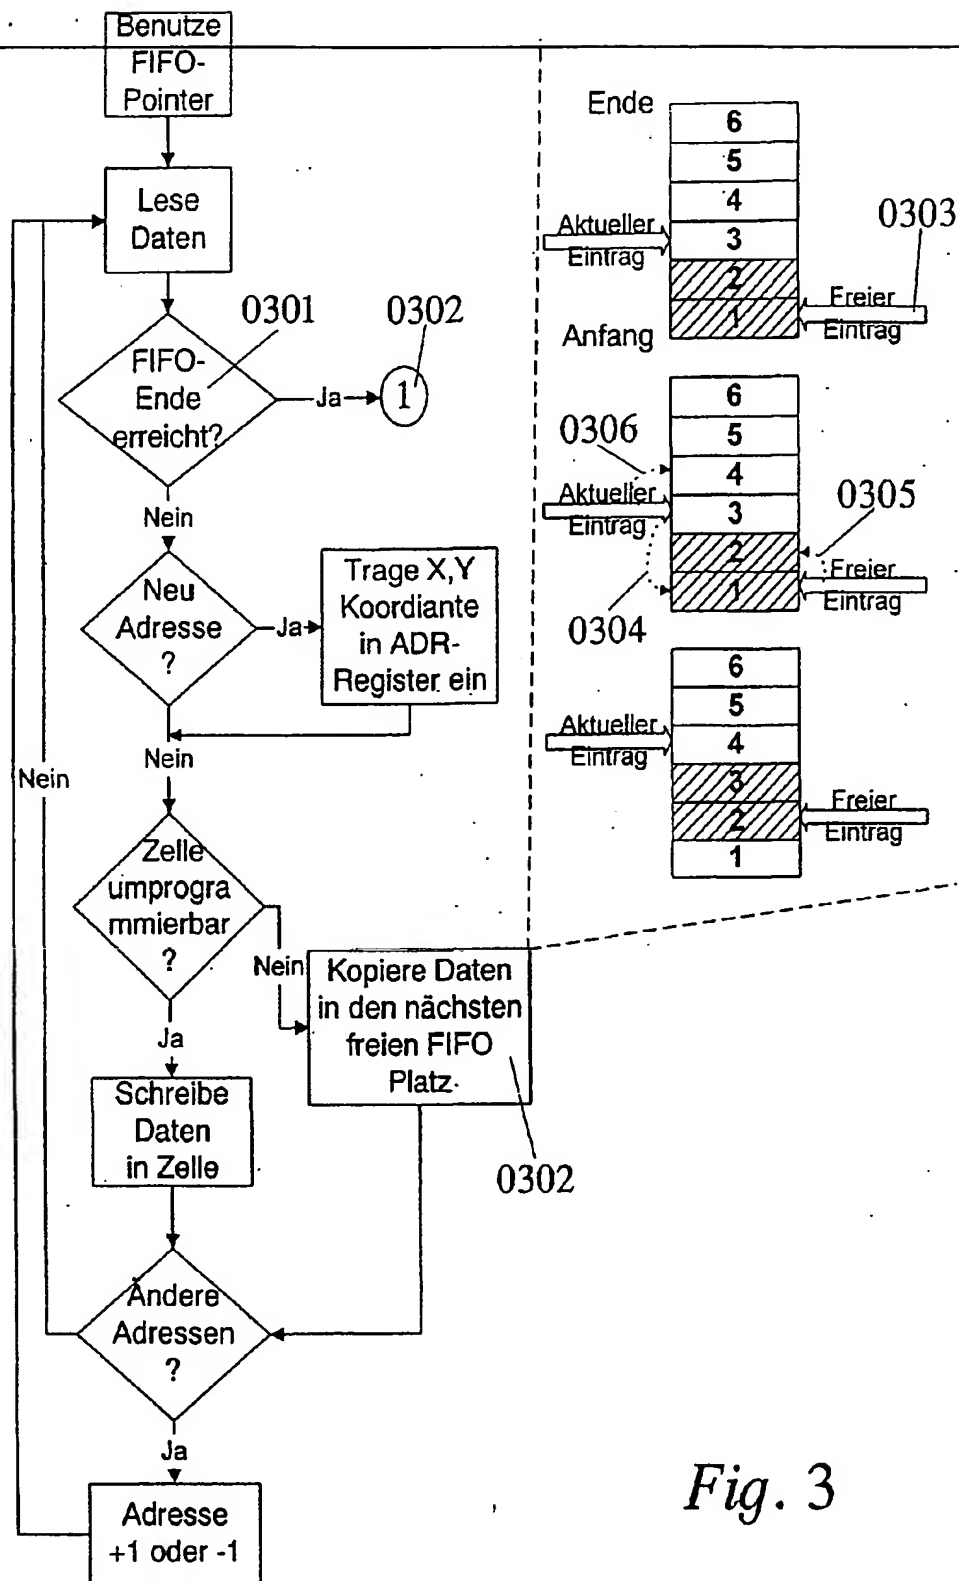 Benutze
FIFO-
Pointer
Lese
Daten
0301
0302
FIFO-
Ende
erreicht?
Ja
1
Nein
Neu
Adresse
?
Ja
Trage X,Y
Koordiante
in ADR-
Register ein
Nein
Nein
Zelle
umprogra
mmierbar
?
Nein
Kopiere Daten
in den nächsten
freien FIFO
Platz
0302
Ja
Schreibe
Daten
in Zelle
Ändere
Adressen
?
Ja
Adresse
+1 oder -1
Ende
6
5
4
3
2
1
Aktueller
Eintrag
0303
Freier
Eintrag
Anfang
6
5
4
3
2
1
0306
Aktueller
Eintrag
0304
0305
Freier
Eintrag
6
5
4
3
2
1
Aktueller
Eintrag
Freier
Eintrag
Fig. 3